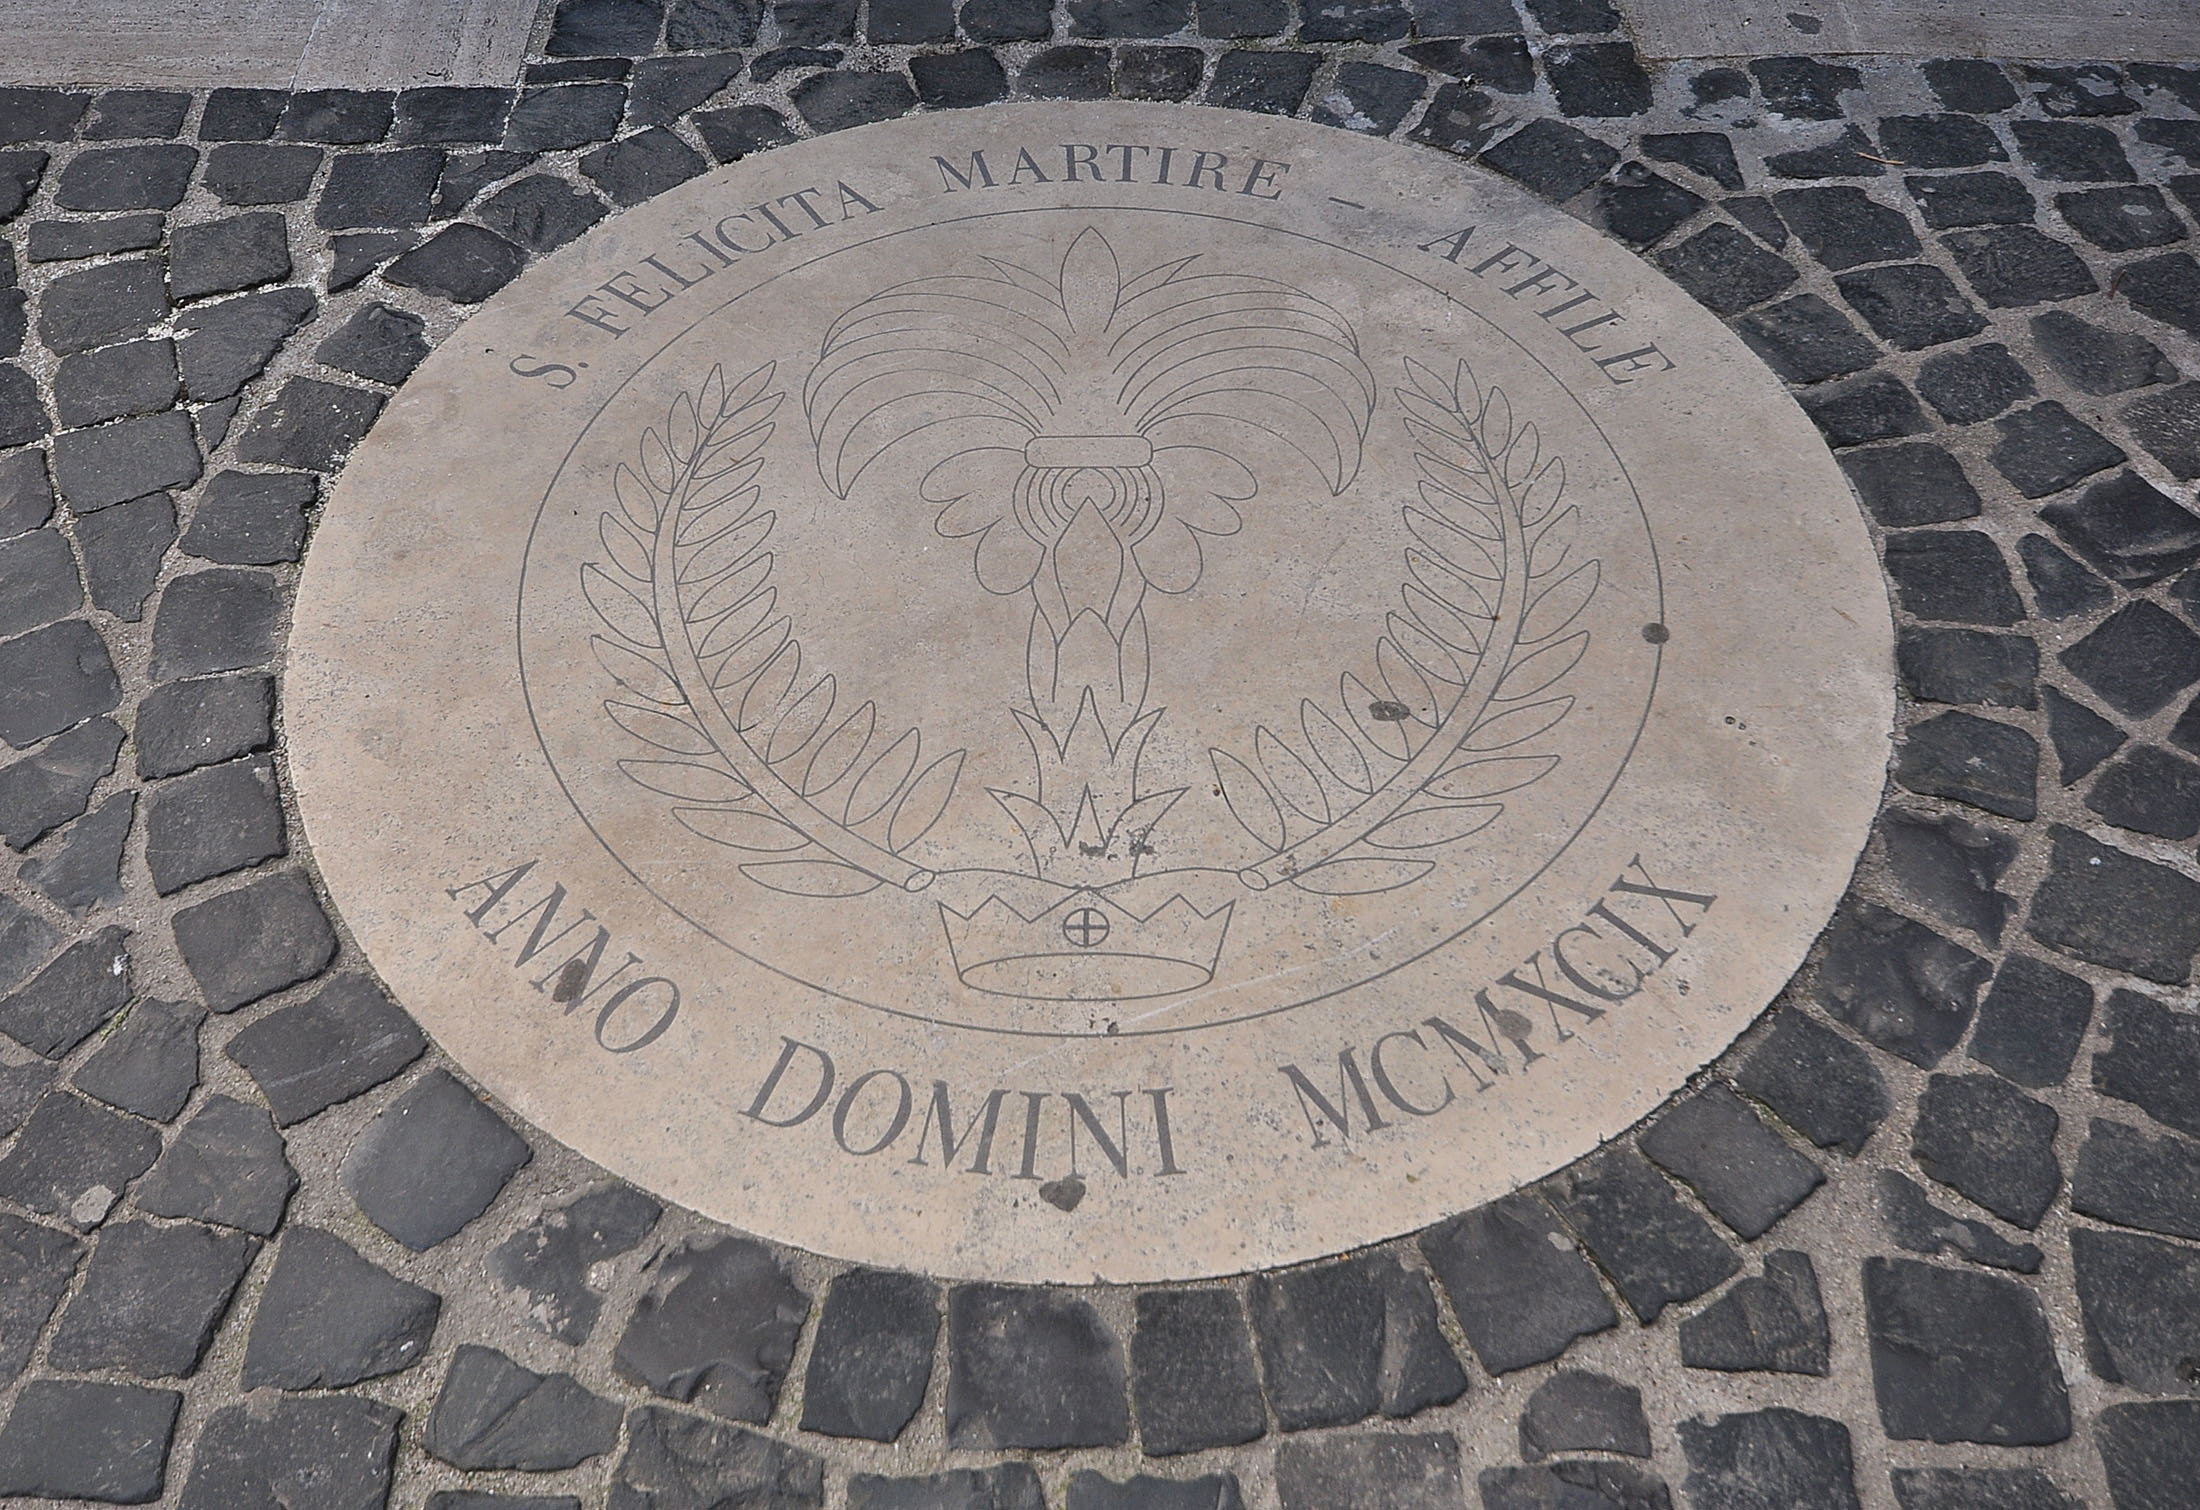 S. FELICITA MARTIRE - AFFILE
ANNO DOMINI MCMXCIX